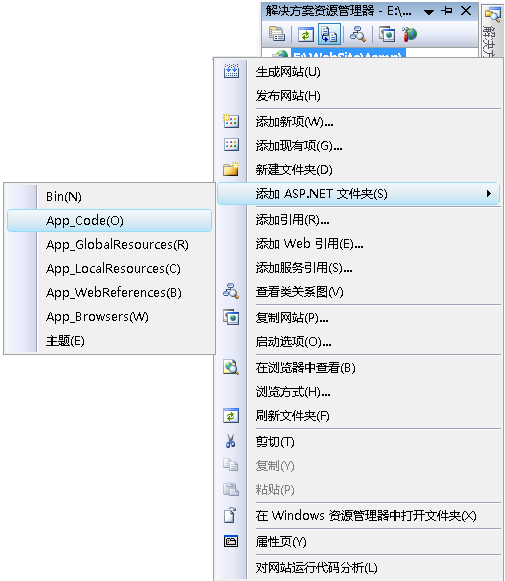 解决方案资源管理器 - E:\...
解决方
E:\WebSite\temp\
生成网站(U)
发布网站(H)
添加新项(W)...
添加现有项(G)...
新建文件夹(D)
添加 ASP.NET 文件夹(S)
Bin(N)
App_Code(O)
App_GlobalResources(R)
App_LocalResources(C)
App_WebReferences(B)
App_Browsers(W)
主题(E)
添加引用(R)...
添加 Web 引用(E)...
添加服务引用(S)...
查看类关系图(V)
复制网站(P)...
启动选项(O)...
在浏览器中查看(B)
浏览方式(H)...
刷新文件夹(F)
剪切(T)
复制(Y)
粘贴(P)
在 Windows 资源管理器中打开文件夹(X)
属性页(Y)
对网站运行代码分析(L)